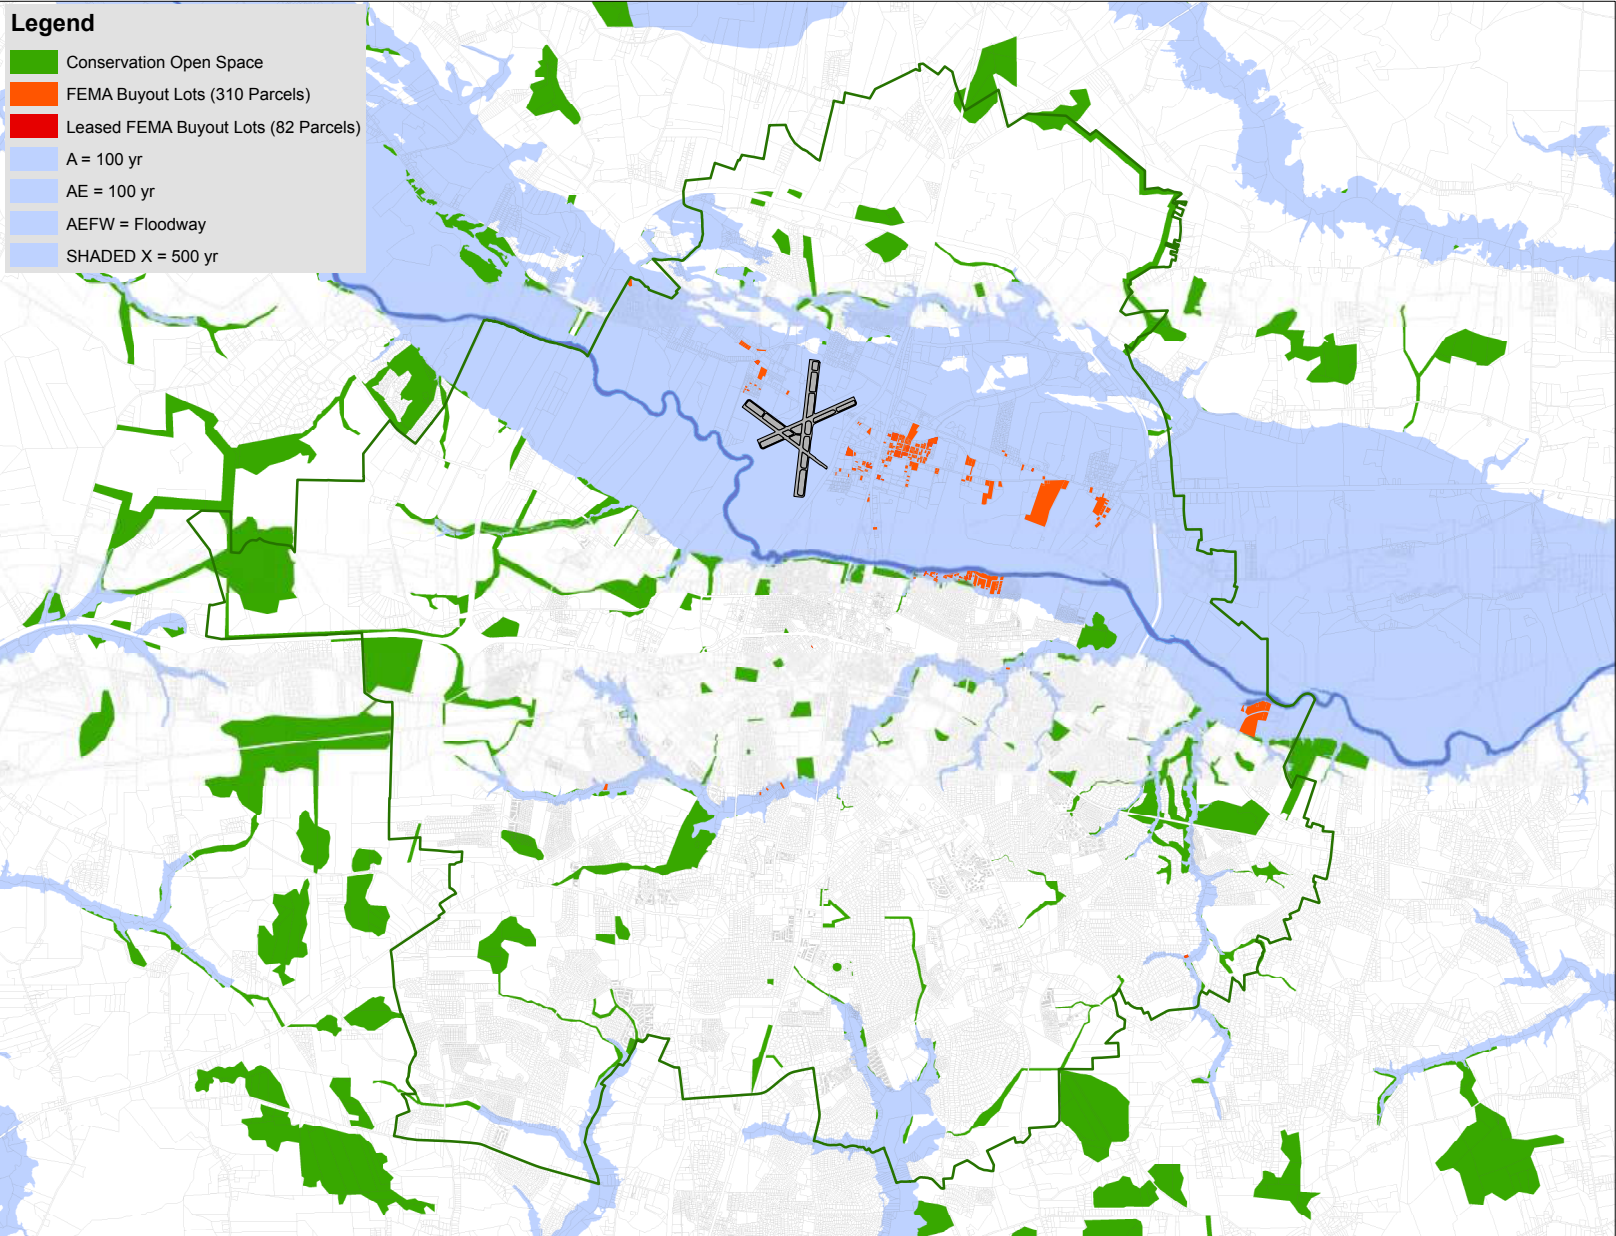 Legend
Conservation Open Space
FEMA Buyout Lots (310 Parcels)
Leased FEMA Buyout Lots (82 Parcels)
A = 100 yr
AE = 100 yr
AEFW = Floodway
SHADED X = 500 yr